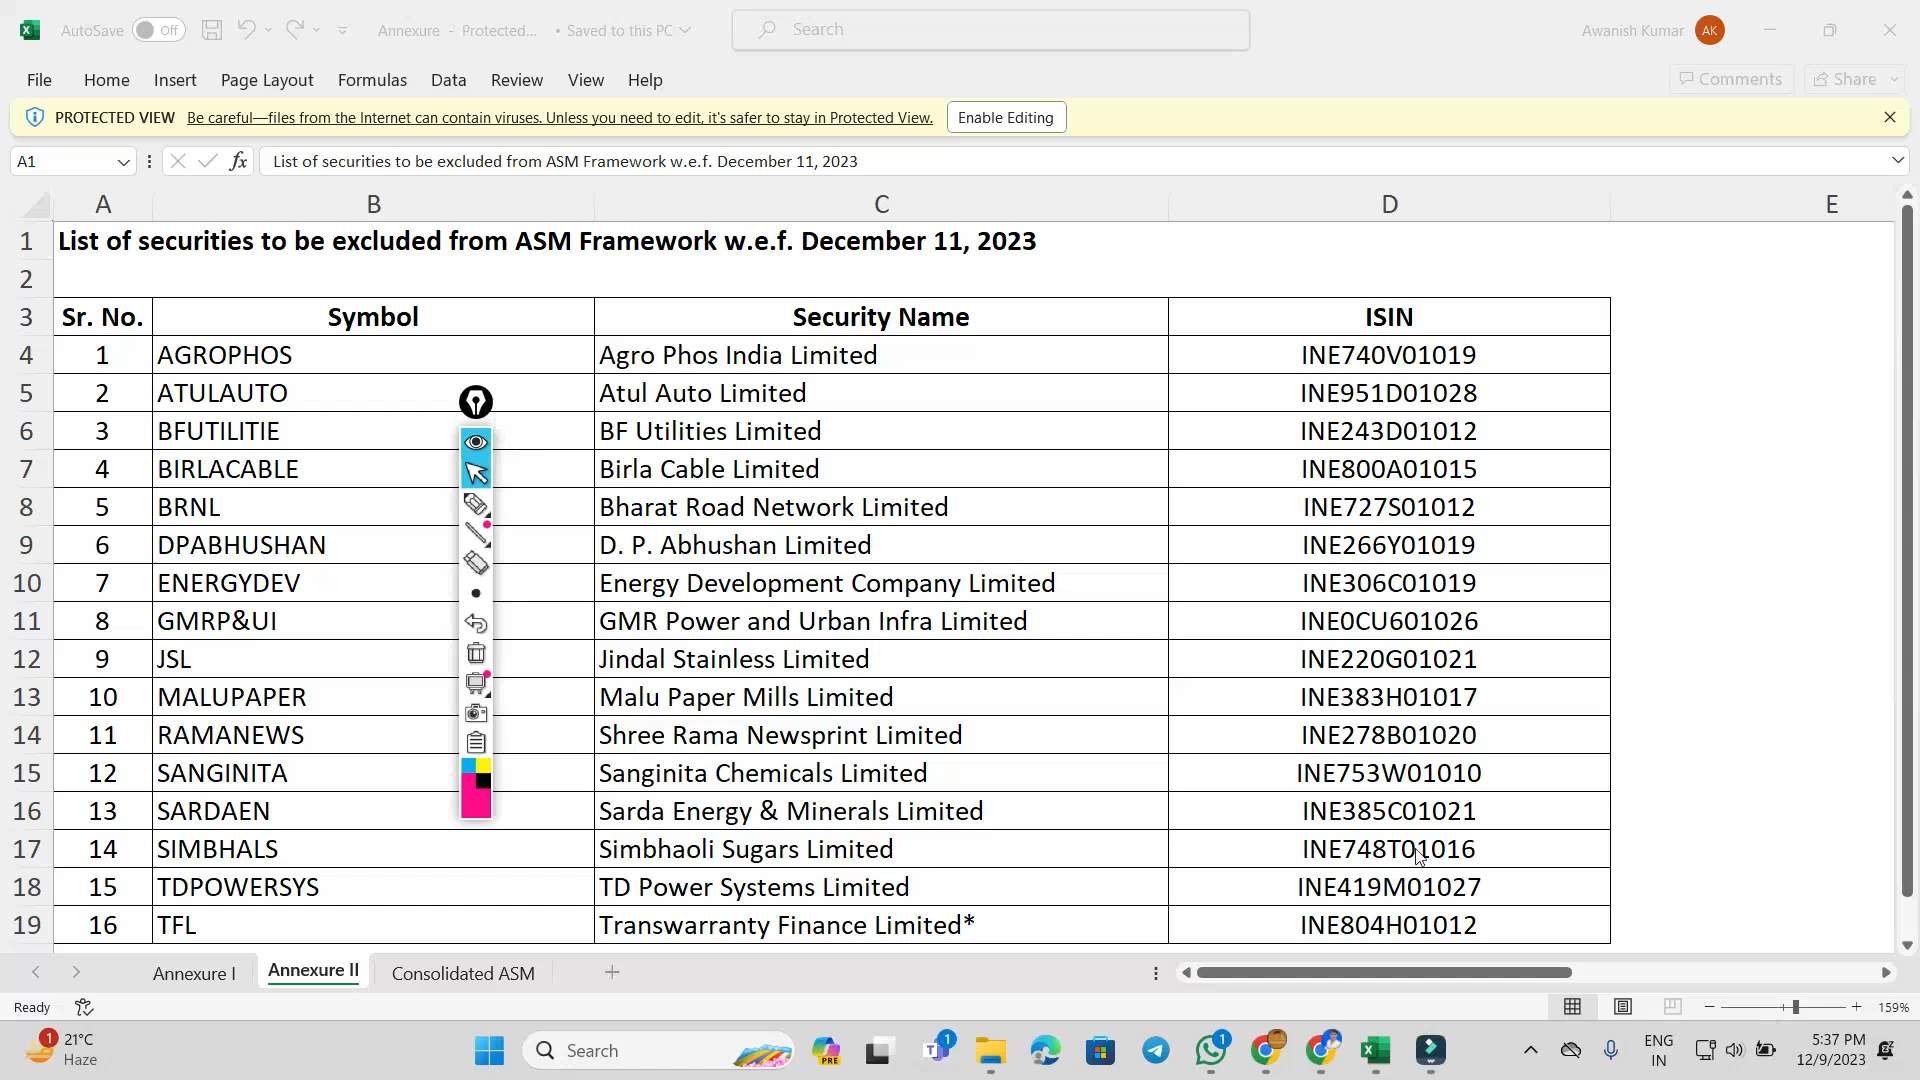 AutoSave Off Annexure - Protected... • Saved to this PC Search Awanish Kumar AK
File Home Insert Page Layout Formulas Data Review View Help Comments Share
PROTECTED VIEW Be careful—files from the Internet can contain viruses. Unless you need to edit, it's safer to stay in Protected View. Enable Editing
A1 fx List of securities to be excluded from ASM Framework w.e.f. December 11, 2023
A B C D E
1 List of securities to be excluded from ASM Framework w.e.f. December 11, 2023
2
3 Sr. No. Symbol Security Name ISIN
4 1 AGROPHOS Agro Phos India Limited INE740V01019
5 2 ATULAUTO Atul Auto Limited INE951D01028
6 3 BFUTILITIE BF Utilities Limited INE243D01012
7 4 BIRLACABLE Birla Cable Limited INE800A01015
8 5 BRNL Bharat Road Network Limited INE727S01012
9 6 DPABHUSHAN D. P. Abhushan Limited INE266Y01019
10 7 ENERGYDEV Energy Development Company Limited INE306C01019
11 8 GMRP&UI GMR Power and Urban Infra Limited INE0CU601026
12 9 JSL Jindal Stainless Limited INE220G01021
13 10 MALUPAPER Malu Paper Mills Limited INE383H01017
14 11 RAMANEWS Shree Rama Newsprint Limited INE278B01020
15 12 SANGINITA Sanginita Chemicals Limited INE753W01010
16 13 SARDAEN Sarda Energy & Minerals Limited INE385C01021
17 14 SIMBHALS Simbhaoli Sugars Limited INE748T01016
18 15 TDPOWERSYS TD Power Systems Limited INE419M01027
19 16 TFL Transwarranty Finance Limited* INE804H01012
Annexure I Annexure II Consolidated ASM
Ready 159%
1 21°C Search PRE 1 1 ENG 5:37 PM
Haze IN 12/9/2023